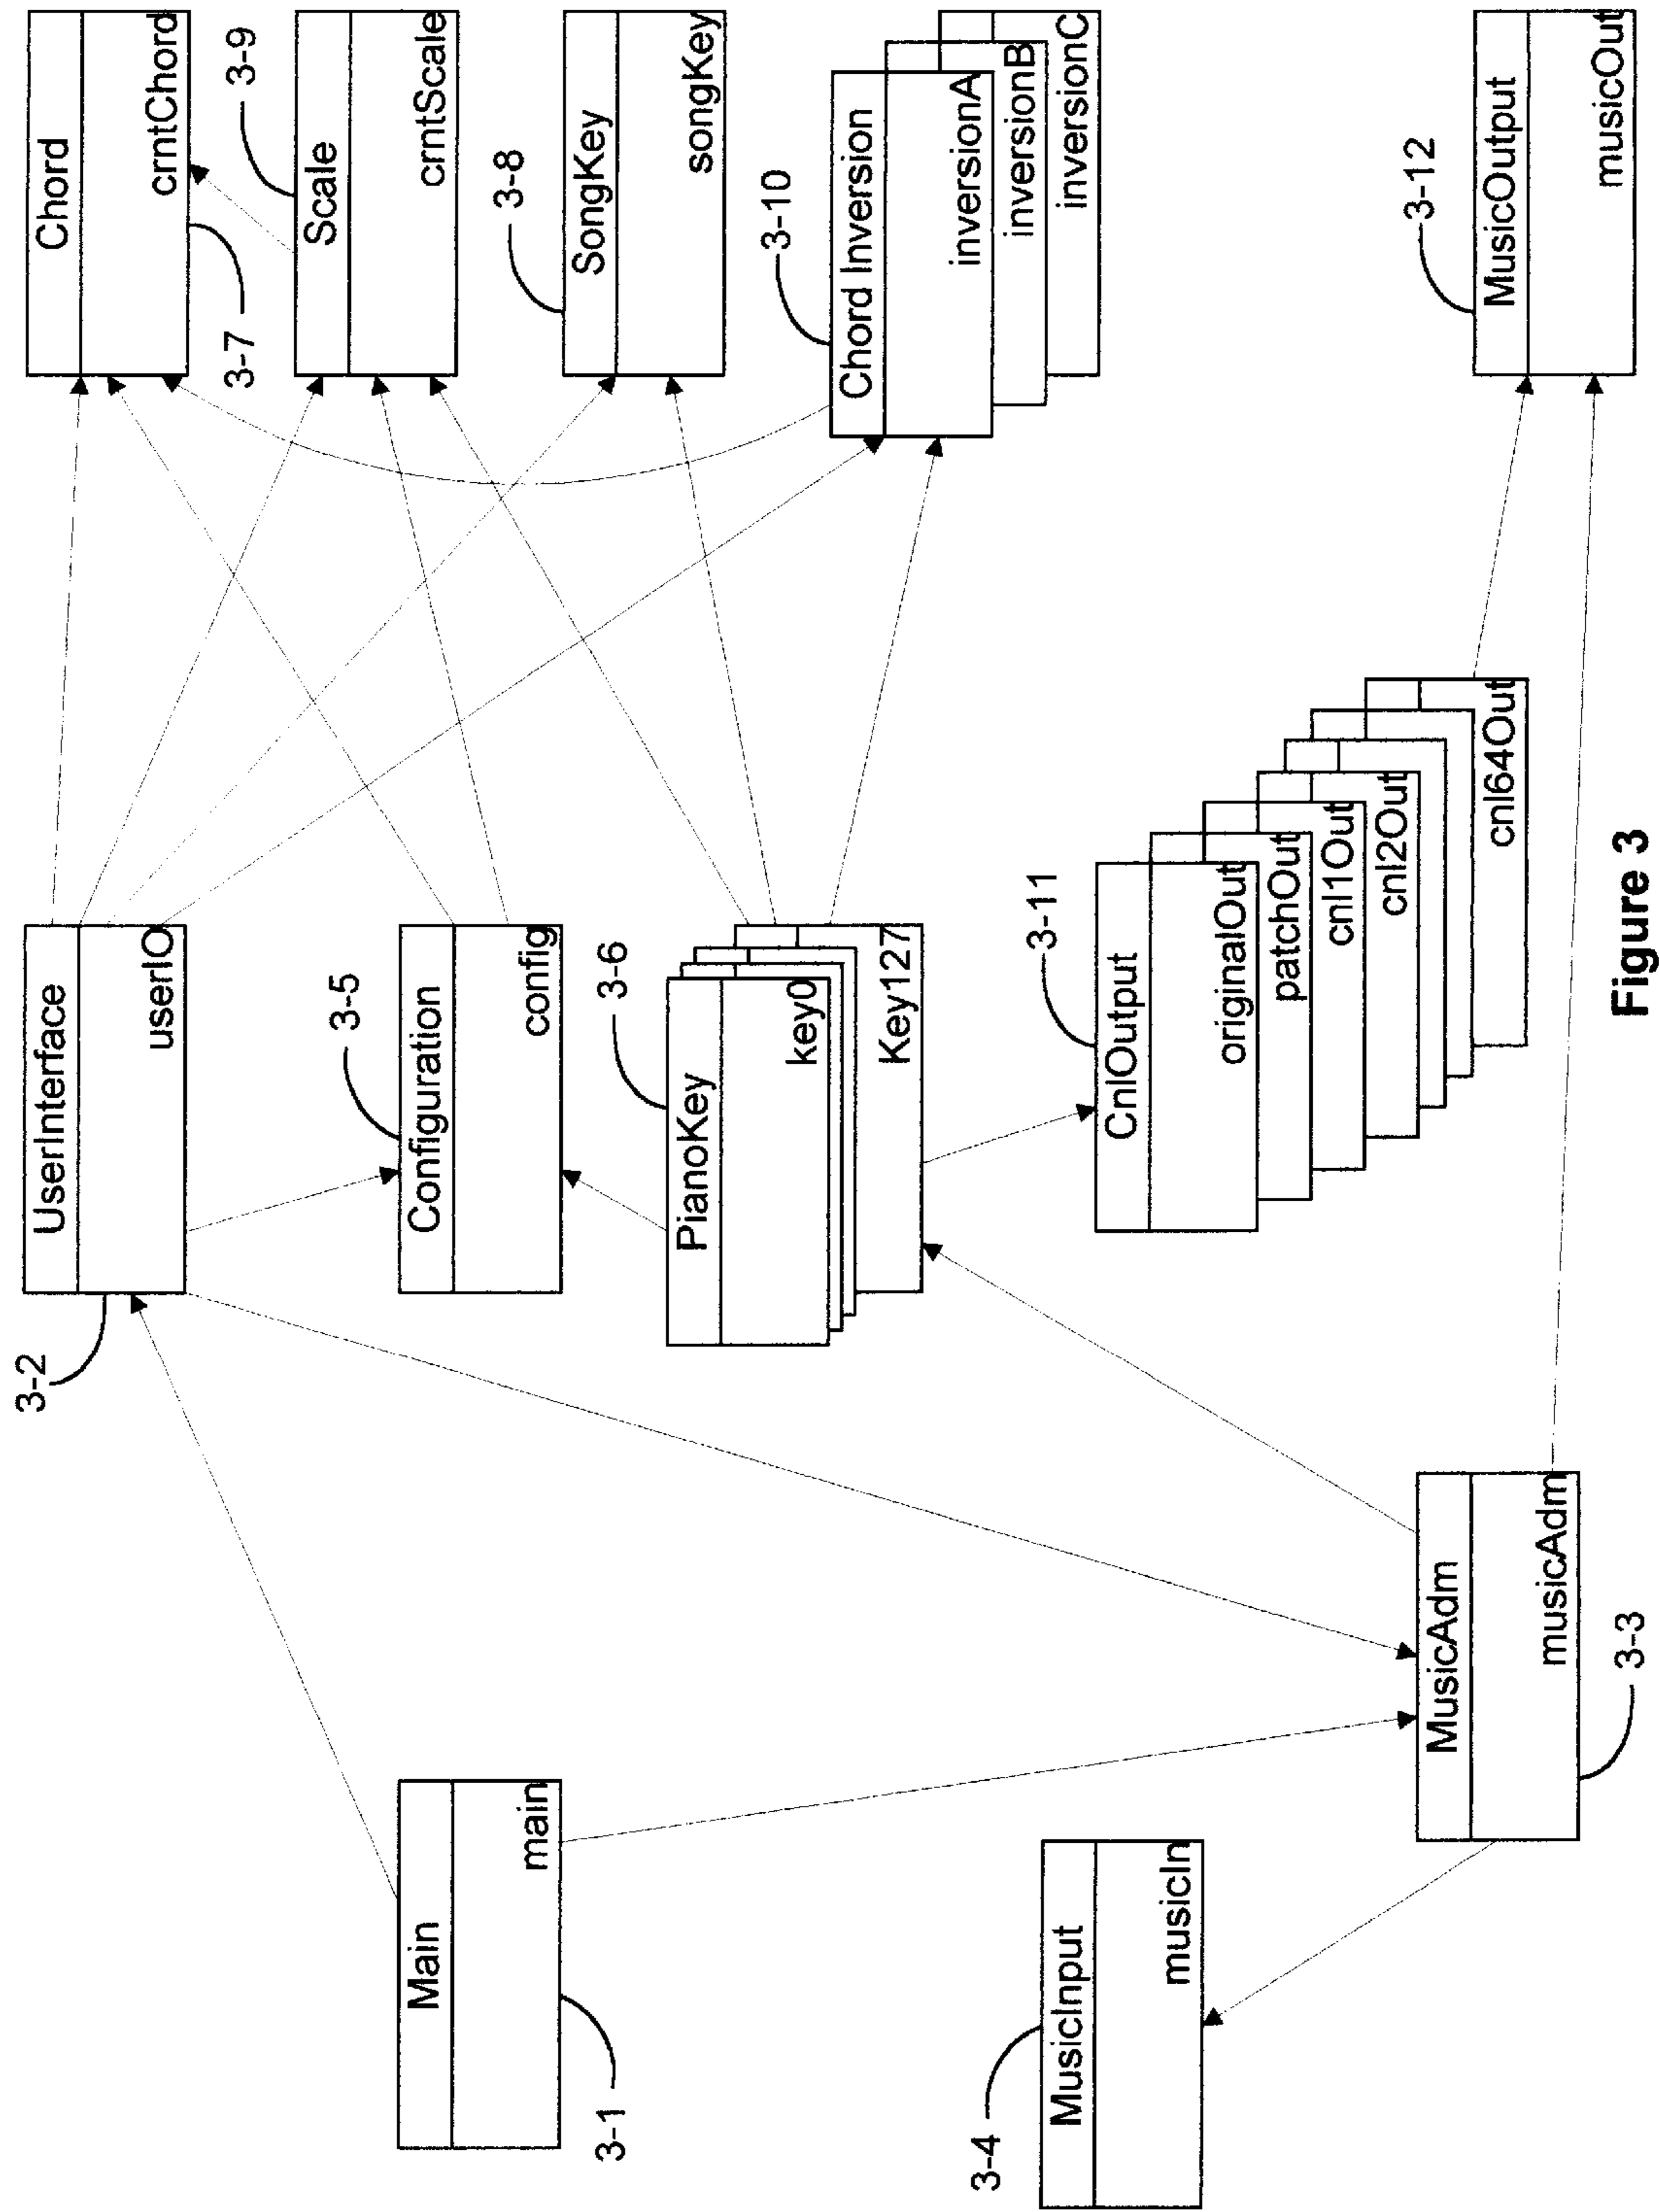 Main
main
3-1
MusicInput
musicIn
3-4
MusicAdm
musicAdm
3-3
3-2
UserInterface
userIO
3-5
Configuration
config
3-6
PianoKey
key0
Key127
3-11
CnlOutput
originalOut
patchOut
cnl1Out
cnl2Out
cnl64Out
Chord
crntChord
3-7
3-9
Scale
crntScale
3-8
SongKey
songKey
3-10
Chord Inversion
inversionA
inversionB
inversionC
3-12
MusicOutput
musicOut
Figure 3